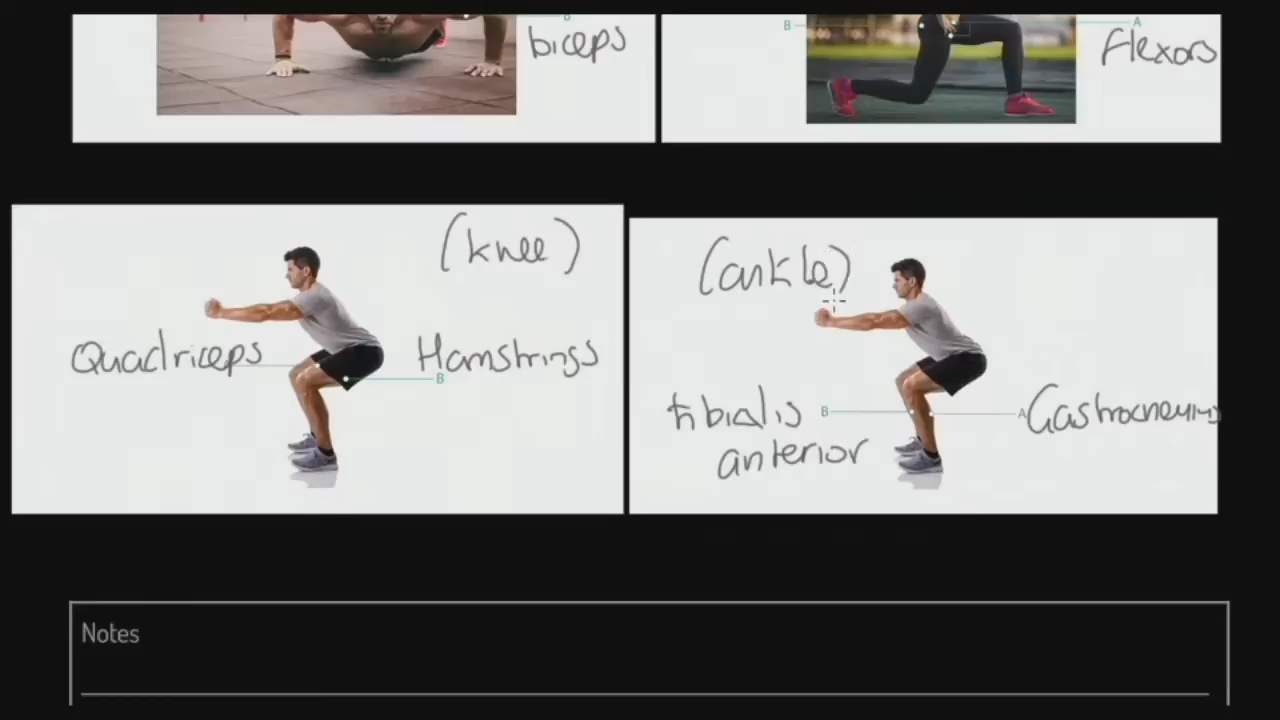 B
biceps
B
A
Flexors
(knee)
Quadriceps
Hamstrings
B
(ankle)
tibialis
anterior
B
A
Gastrocnemius
Notes